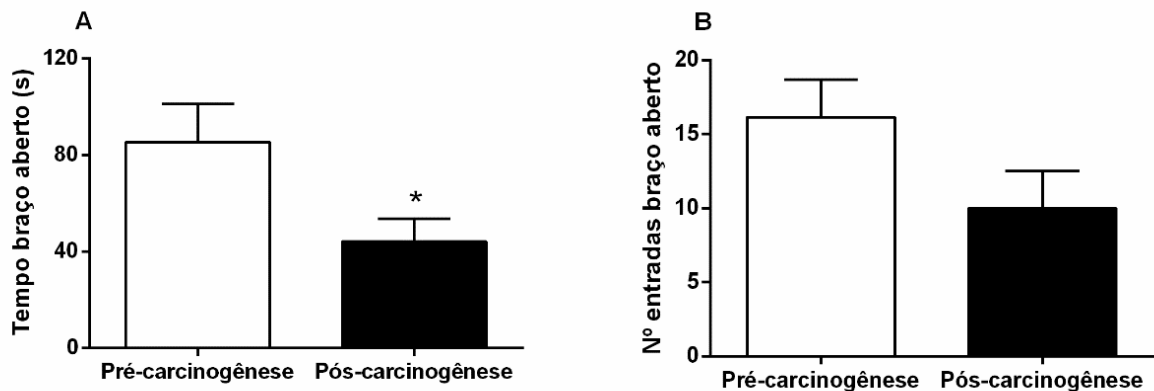 A
Tempo braço aberto (s)
120
80
40
0
*
Pré-carcinogênese
Pós-carcinogênese
B
Nº entradas braço aberto
20
15
10
5
0
Pré-carcinogênese
Pós-carcinogênese